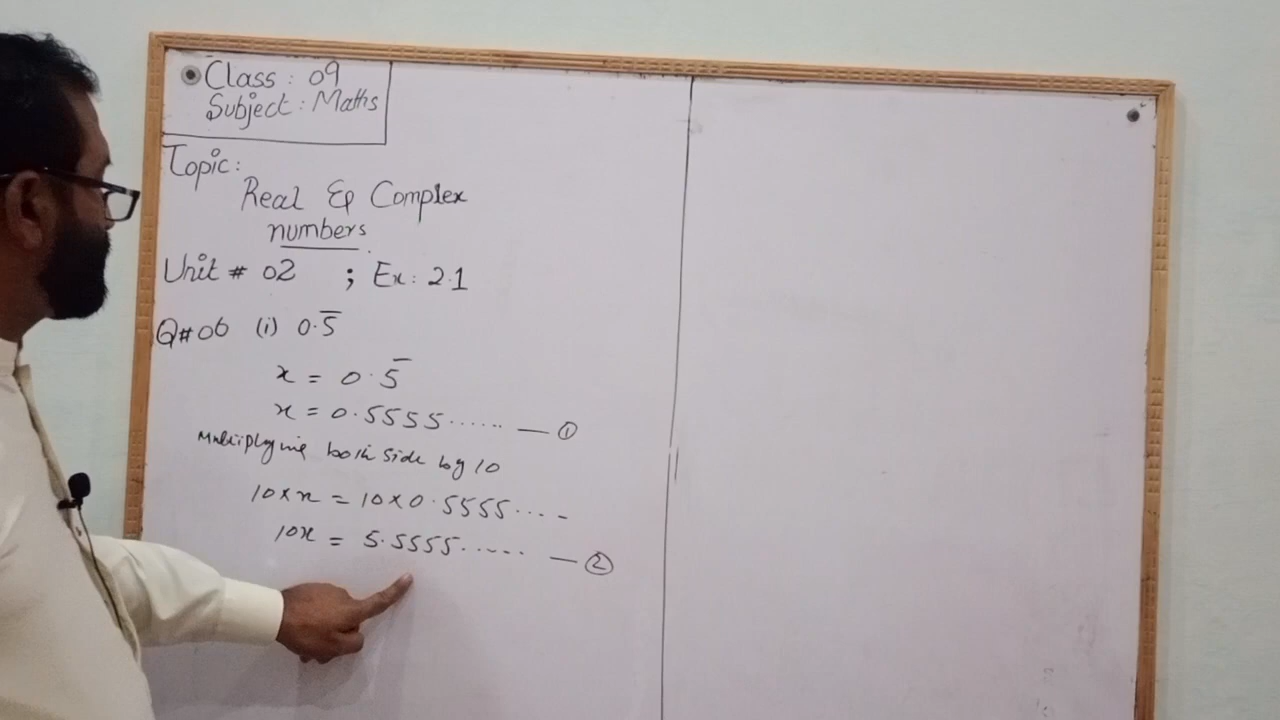 Class : 09
Subject : Maths
Topic:
Real & Complex
numbers
Unit # 02 ; Ex: 2.1
Q#06 (i) 0.5̅
x = 0.5̅
x = 0.5555...... — ①
Multiplying both side by 10
10×x = 10×0.5555....
10x = 5.5555...... — ②